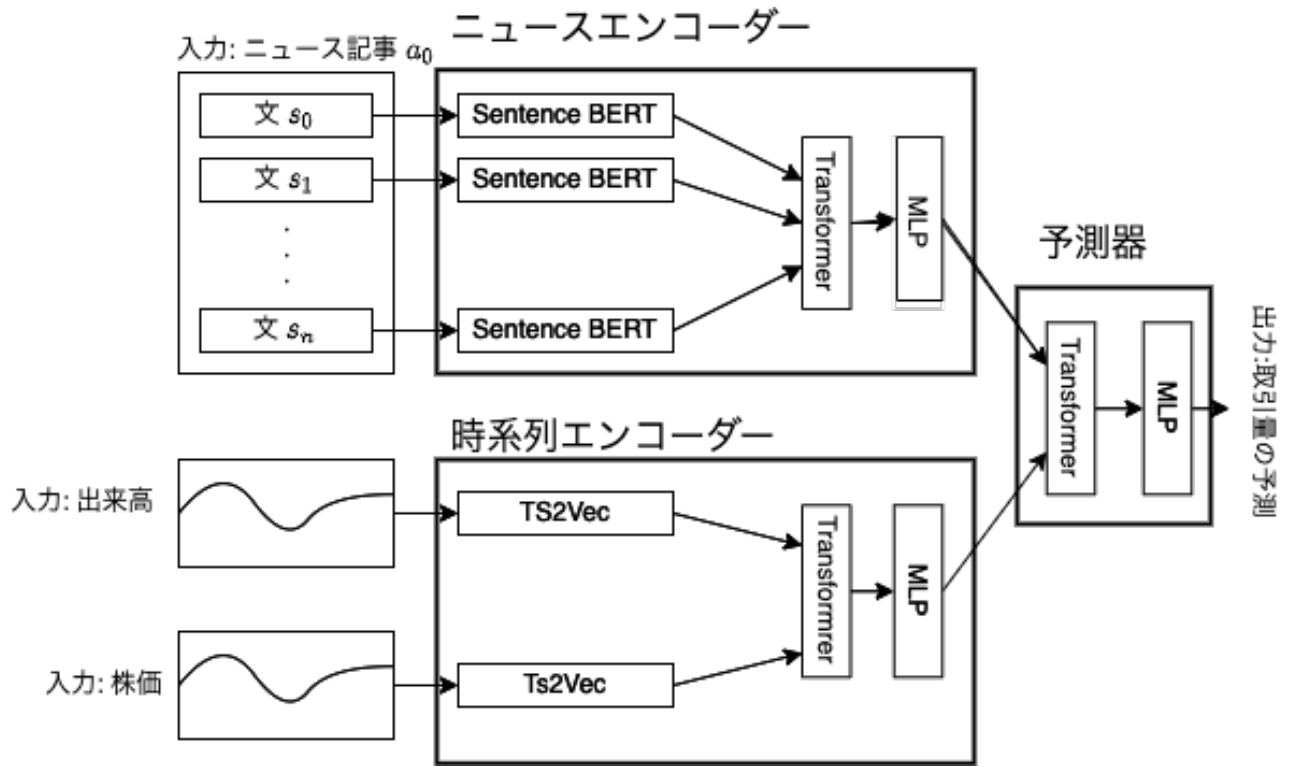 ニュースエンコーダー
入力: ニュース記事 a₀
文 s₀
文 s₁
.
.
.
文 sₙ
Sentence BERT
Sentence BERT
Sentence BERT
Transformer
MLP
時系列エンコーダー
入力: 出来高
入力: 株価
TS2Vec
Ts2Vec
Transformrer
MLP
予測器
Transformer
MLP
出力:取引量の予測